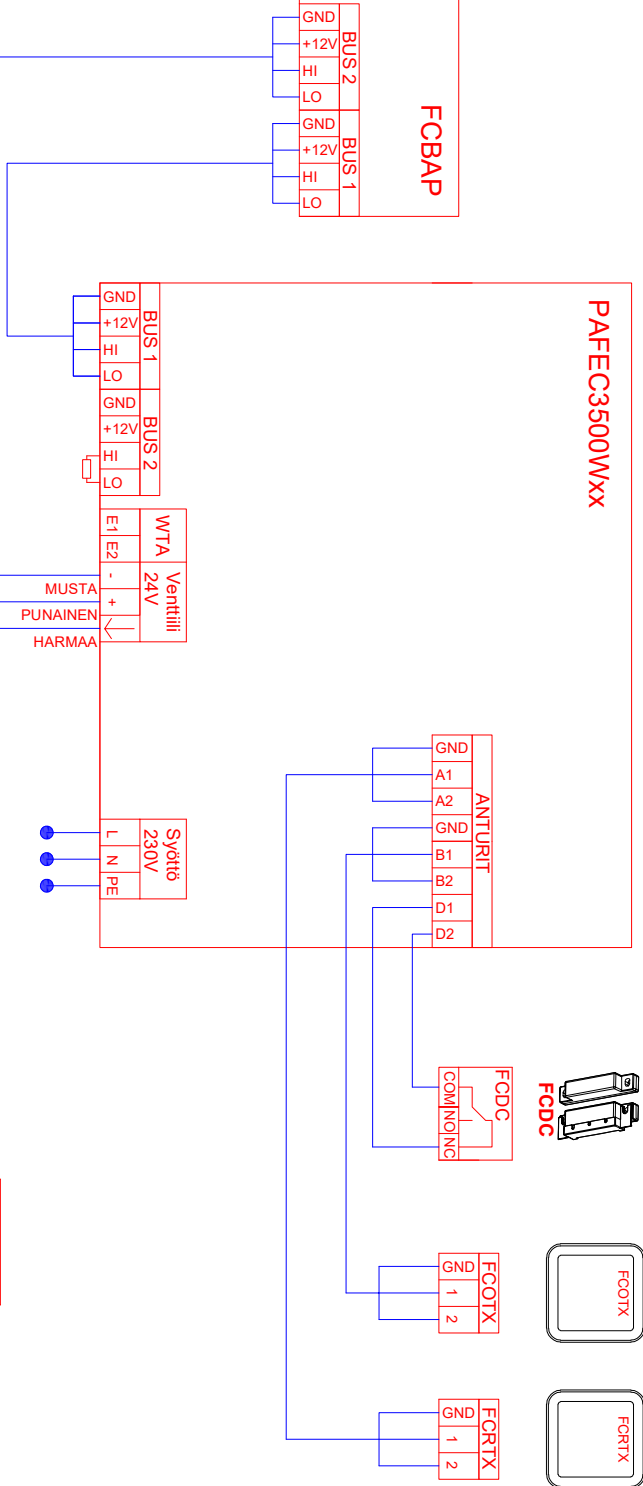 GND
+12V
HI
LO
BUS 2
GND
+12V
HI
LO
BUS 1
FCBAP
PAFEC3500Wxx
GND
+12V
HI
LO
BUS 1
GND
+12V
HI
LO
BUS 2
E1
E2
WTA
-
+
Venttiili
24V
MUSTA
PUNAINEN
HARMAA
GND
A1
A2
GND
B1
B2
D1
D2
ANTURIT
L
N
PE
Syöttö
230V
COM
NO
NC
FCDC
FCDC
GND
1
2
FCOTX
FCOTX
GND
1
2
FCRTX
FCRTX